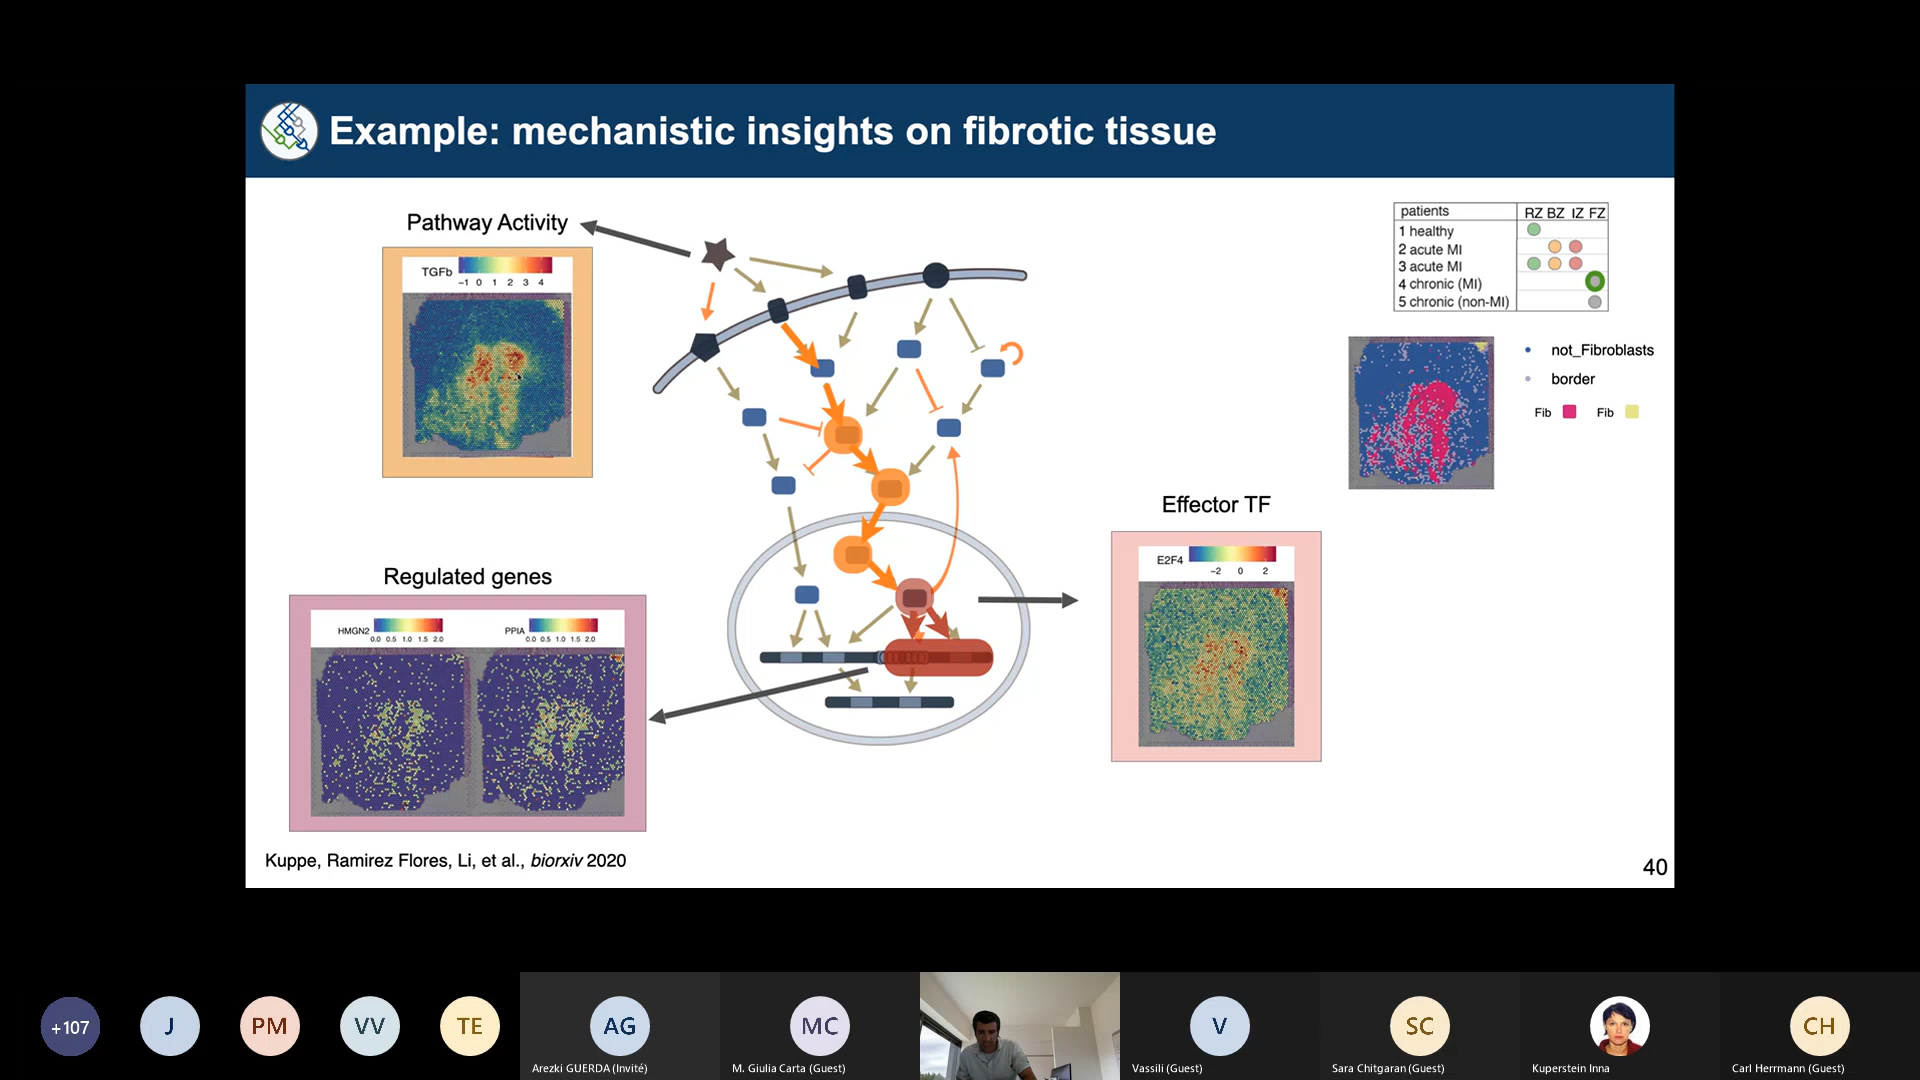 Example: mechanistic insights on fibrotic tissue
Pathway Activity
TGFb
−1 0 1 2 3 4
patients RZ BZ IZ FZ
1 healthy
2 acute MI
3 acute MI
4 chronic (MI)
5 chronic (non-MI)
not_Fibroblasts
border
Fib Fib
Effector TF
E2F4
−2 0 2
Regulated genes
HMGN2
0.0 0.5 1.0 1.5 2.0
PPIA
0.0 0.5 1.0 1.5 2.0
Kuppe, Ramirez Flores, Li, et al., biorxiv 2020
40
+107
J
PM
VV
TE
AG
Arezki GUERDA (Invité)
MC
M. Giulia Carta (Guest)
V
Vassili (Guest)
SC
Sara Chitgaran (Guest)
Kuperstein Inna
CH
Carl Herrmann (Guest)